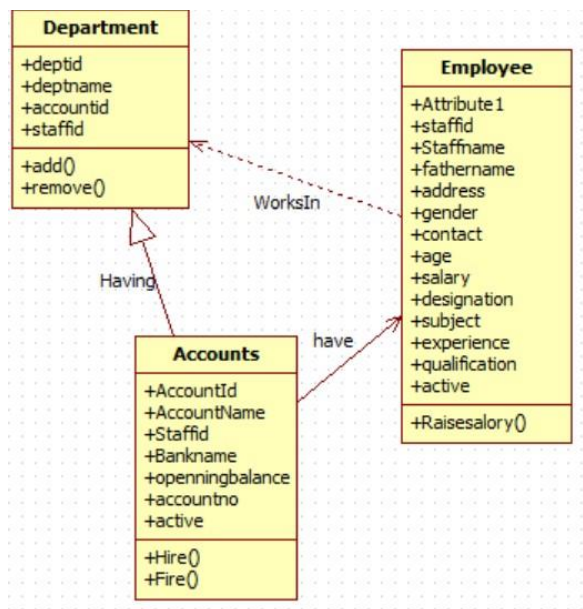 Department
+deptid
+deptname
+accountid
+staffid
+add()
+remove()
Employee
+Attribute1
+staffid
+Staffname
+fathername
+address
+gender
+contact
+age
+salary
+designation
+subject
+experience
+qualification
+active
+Raisesalory()
WorksIn
Having
have
Accounts
+AccountId
+AccountName
+Staffid
+Bankname
+openningbalance
+accountno
+active
+Hire()
+Fire()